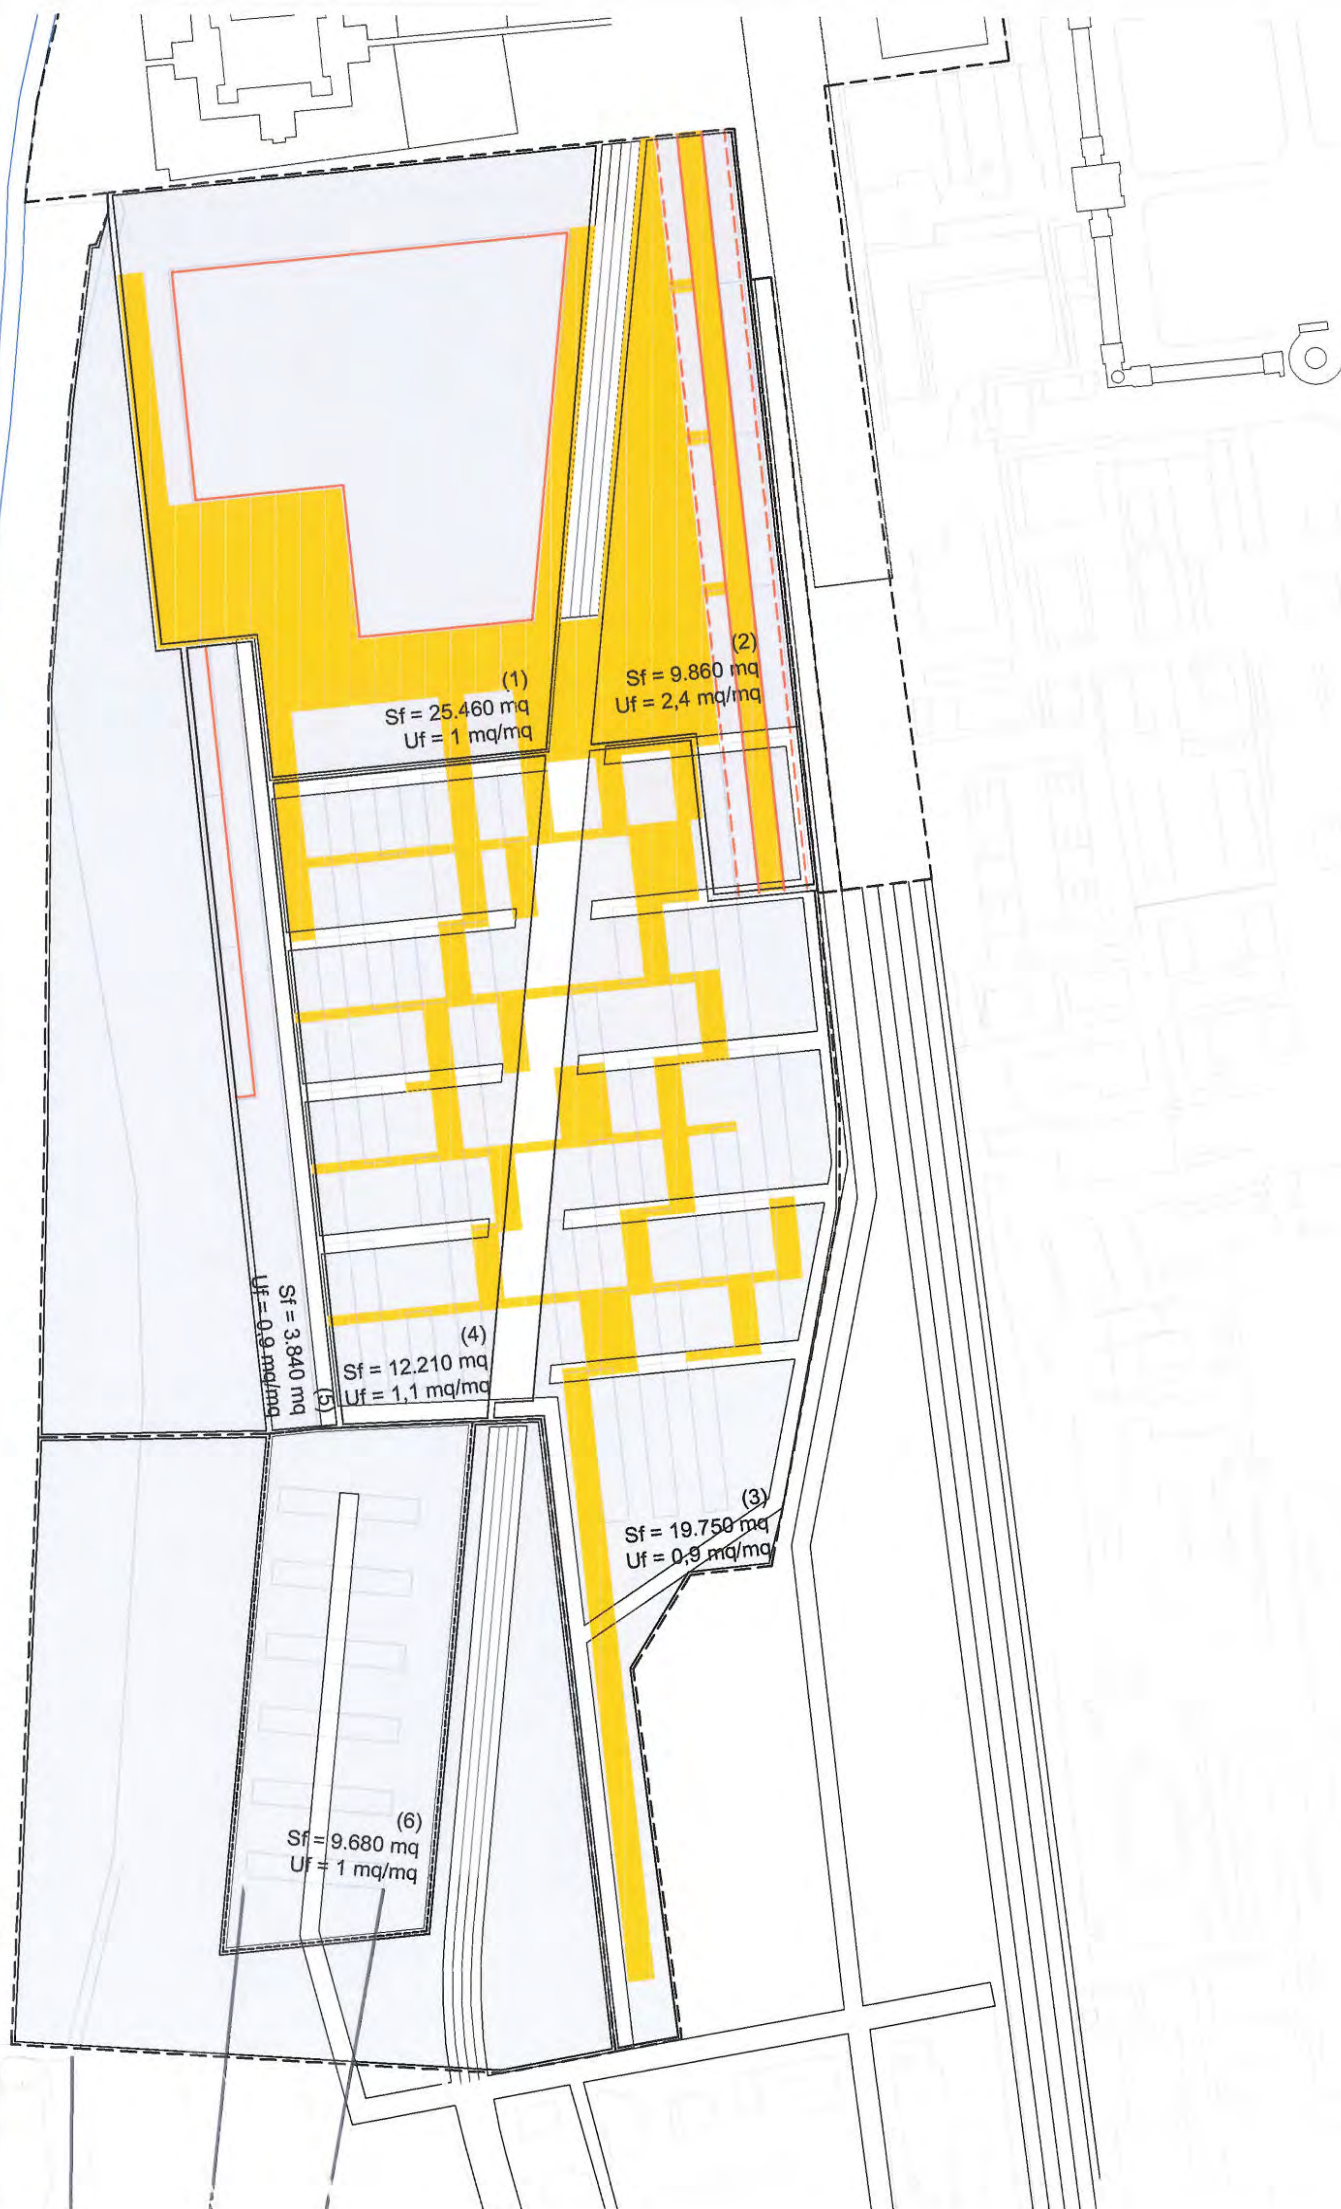 (2)
Sf = 9.860 mq
Uf = 2,4 mq/mq
(1)
Sf = 25.460 mq
Uf = 1 mq/mq
(5)
Sf = 3.840 mq
Uf = 0,9 mq/mq
(4)
Sf = 12.210 mq
Uf = 1,1 mq/mq
(3)
Sf = 19.750 mq
Uf = 0,9 mq/mq
(6)
Sf = 9.680 mq
Uf = 1 mq/mq